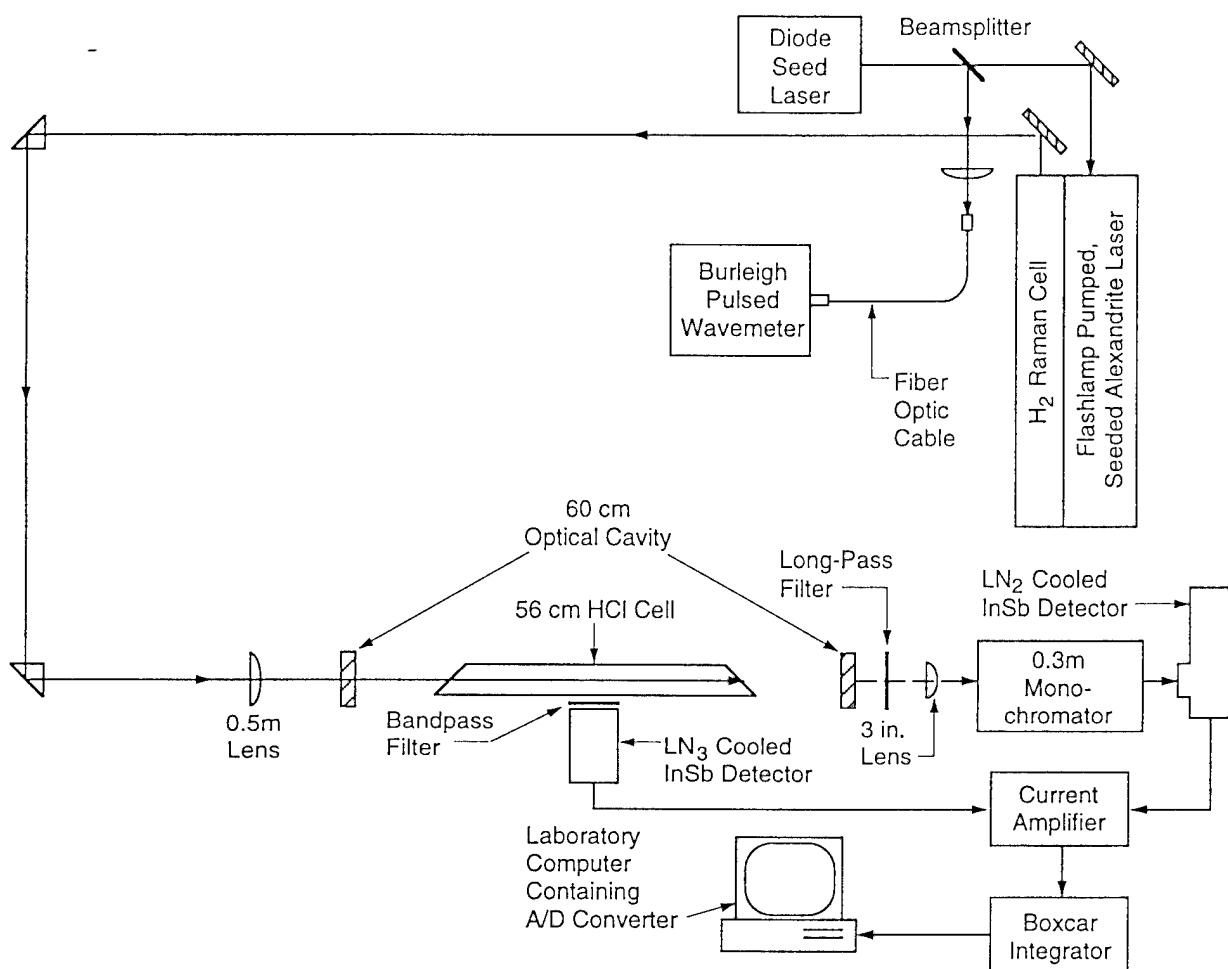 Beamsplitter
Diode
Seed
Laser
Burleigh
Pulsed
Wavemeter
Fiber
Optic
Cable
H2 Raman Cell
Flashlamp Pumped,
Seeded Alexandrite Laser
60 cm
Optical Cavity
Long-Pass
Filter
LN2 Cooled
InSb Detector
56 cm HCl Cell
0.5m
Lens
Bandpass
Filter
LN3 Cooled
InSb Detector
3 in.
Lens
0.3m
Mono-
chromator
Current
Amplifier
Laboratory
Computer
Containing
A/D Converter
Boxcar
Integrator